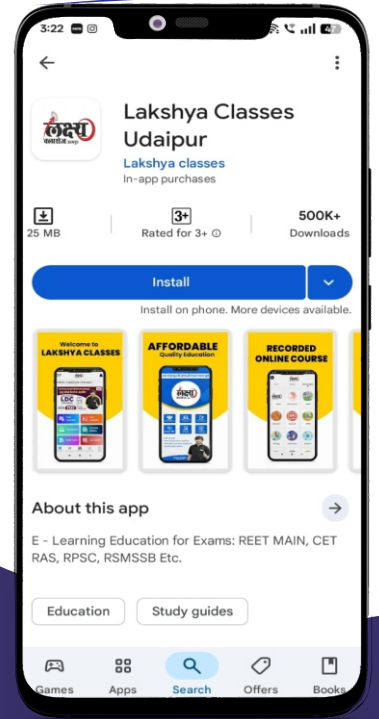 3:22
←
लक्ष्य
क्लासेज
Lakshya Classes
Udaipur
Lakshya classes
In-app purchases
25 MB
3+
Rated for 3+
500K+
Downloads
Install
Install on phone. More devices available.
Welcome to
LAKSHYA CLASSES
LDC
AFFORDABLE
Quality Education
लक्ष्य
RECORDED
ONLINE COURSE
About this app
→
E - Learning Education for Exams: REET MAIN, CET
RAS, RPSC, RSMSSB Etc.
Education
Study guides
Games
Apps
Search
Offers
Books